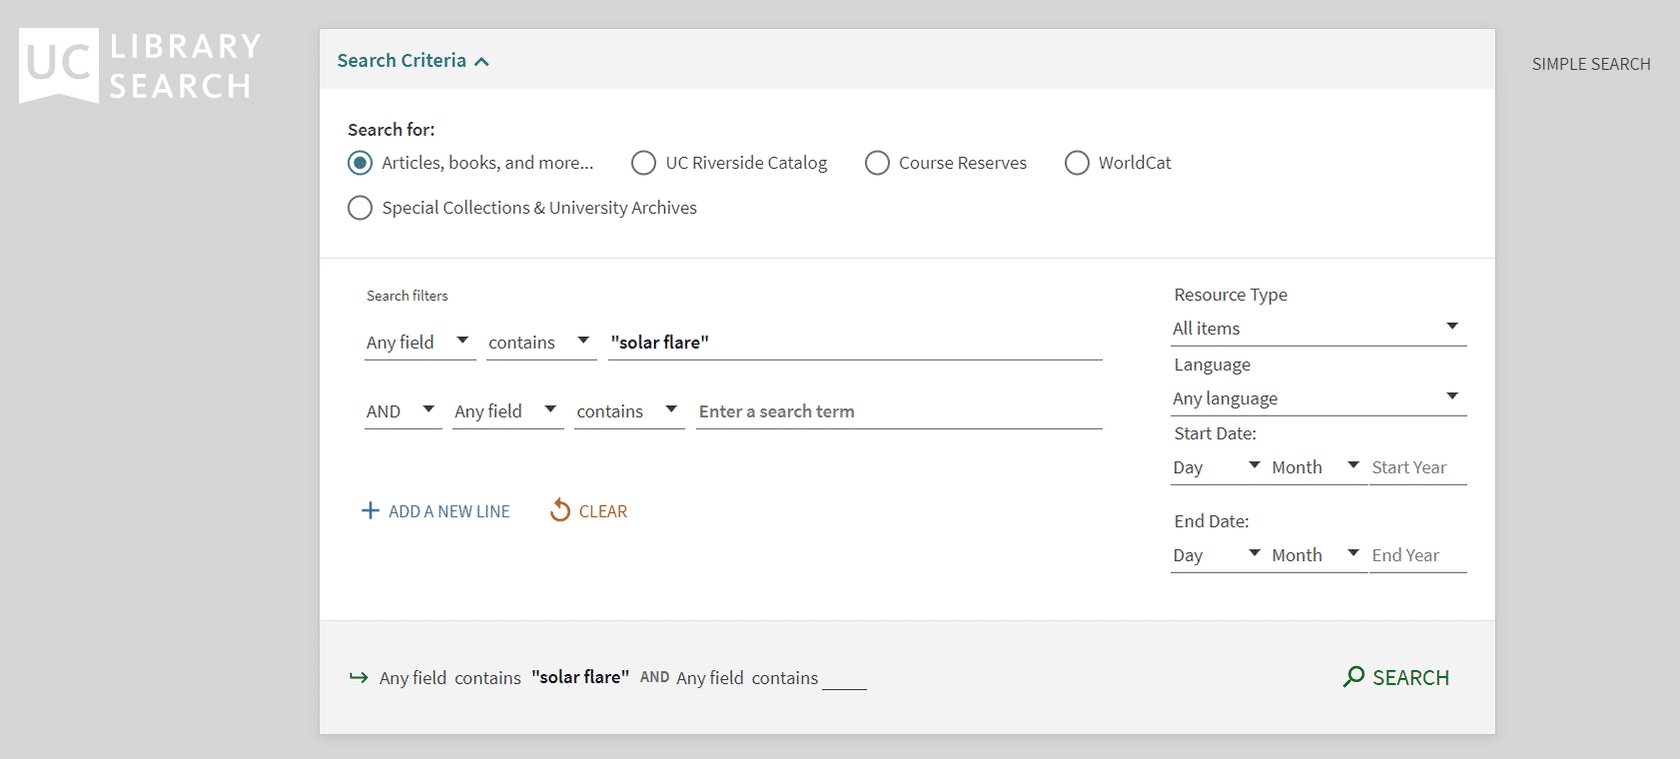 UC LIBRARY
SEARCH
Search Criteria
SIMPLE SEARCH
Search for:
Articles, books, and more... UC Riverside Catalog Course Reserves WorldCat
Special Collections & University Archives
Search filters
Any field contains "solar flare"
AND Any field contains Enter a search term
ADD A NEW LINE CLEAR
Resource Type
All items
Language
Any language
Start Date:
Day Month Start Year
End Date:
Day Month End Year
Any field contains "solar flare" AND Any field contains
SEARCH